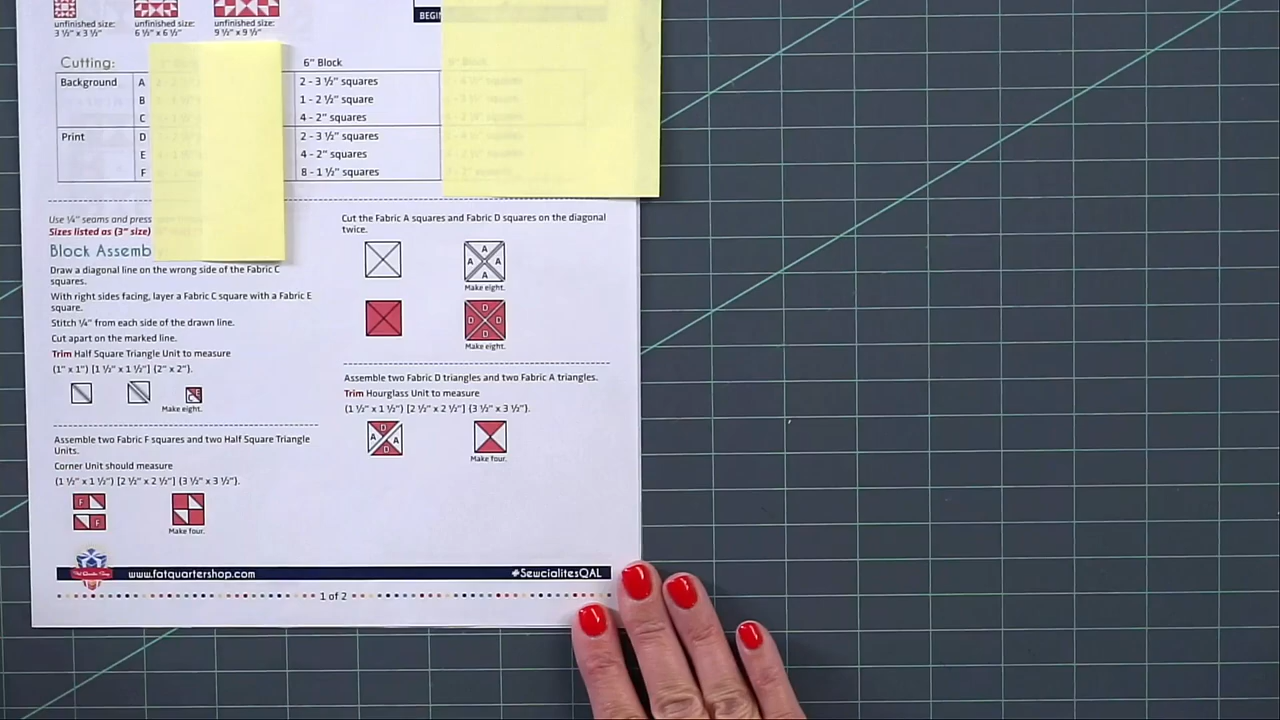 unfinished size: unfinished size: unfinished size:
3 ½" x 3 ½" 6 ½" x 6 ½" 9 ½" x 9 ½"
BEGI
Cutting: 6" Block
Background A 2 - 3 ½" squares
B 1 - 2 ½" square
C 4 - 2" squares
Print D 2 - 3 ½" squares
E 4 - 2" squares
F 8 - 1 ½" squares
Use ¼" seams and press
Sizes listed as (3" size)
Block Assemb
Draw a diagonal line on the wrong side of the Fabric C
squares.
With right sides facing, layer a Fabric C square with a Fabric E
square.
Stitch ¼" from each side of the drawn line.
Cut apart on the marked line.
Trim Half Square Triangle Unit to measure
(1" x 1") [1 ½" x 1 ½"] {2" x 2"}.
C E
Make eight.
Assemble two Fabric F squares and two Half Square Triangle
Units.
Corner Unit should measure
(1 ½" x 1 ½") [2 ½" x 2 ½"] {3 ½" x 3 ½"}.
F
F
Make four.
Cut the Fabric A squares and Fabric D squares on the diagonal
twice.
A
A A
A
Make eight.
D
D D
D
Make eight.
Assemble two Fabric D triangles and two Fabric A triangles.
Trim Hourglass Unit to measure
(1 ½" x 1 ½") [2 ½" x 2 ½"] {3 ½" x 3 ½"}.
D
A A
D
Make four.
www.fatquartershop.com #SewcialitesQAL
1 of 2